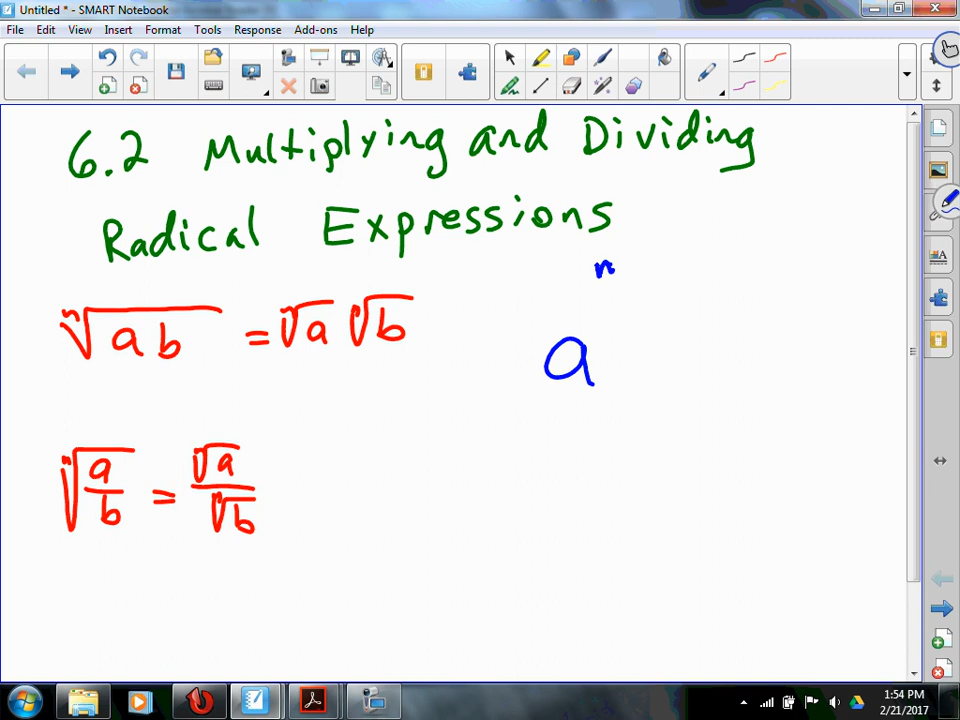 Untitled * - SMART Notebook
File Edit View Insert Format Tools Response Add-ons Help
6.2 Multiplying and Dividing
Radical Expressions
n
ⁿ√ab = ⁿ√a ⁿ√b
a
ⁿ√(a/b) = ⁿ√a / ⁿ√b
1:54 PM
2/21/2017